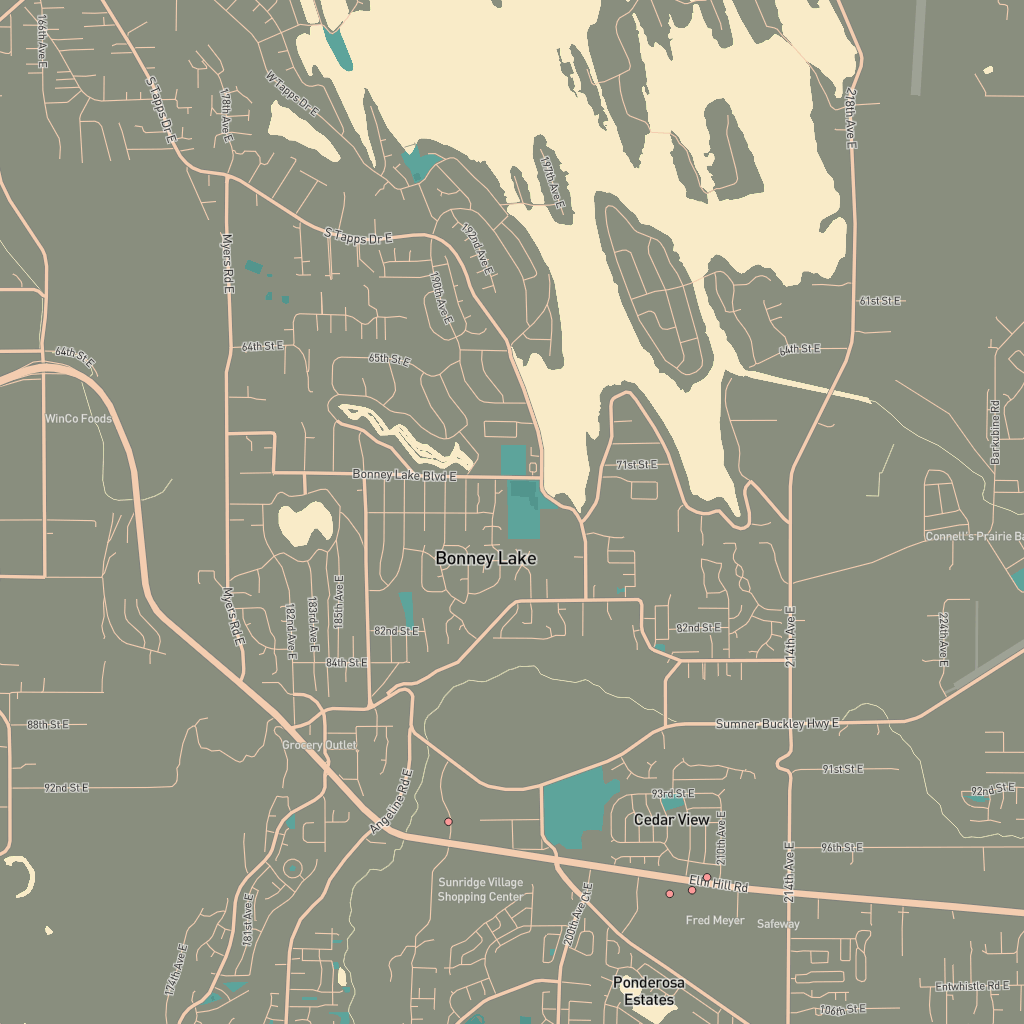 166th Ave E
S Tapps Dr E
178th Ave E
W Tapps Dr E
218th Ave E
197th Ave E
Myers Rd E
S Tapps Dr E
192nd Ave E
190th Ave E
61st St E
64th St E
64th St E
65th St E
64th St E
WinCo Foods
Barkubine Rd
Bonney Lake Blvd E
71st St E
Connell's Prairie Ba
Bonney Lake
Myers Rd E
182nd Ave E
183rd Ave E
185th Ave E
82nd St E
82nd St E
214th Ave E
224th Ave E
84th St E
88th St E
Sumner Buckley Hwy E
Grocery Outlet
91st St E
92nd St E
Angeline Rd E
93rd St E
92nd St E
Cedar View
210th Ave E
96th St E
214th Ave E
Elm Hill Rd
Sunridge Village
Shopping Center
200th Ave Ct E
Fred Meyer
Safeway
181st Ave E
174th Ave E
Ponderosa
Estates
Entwhistle Rd E
106th St E